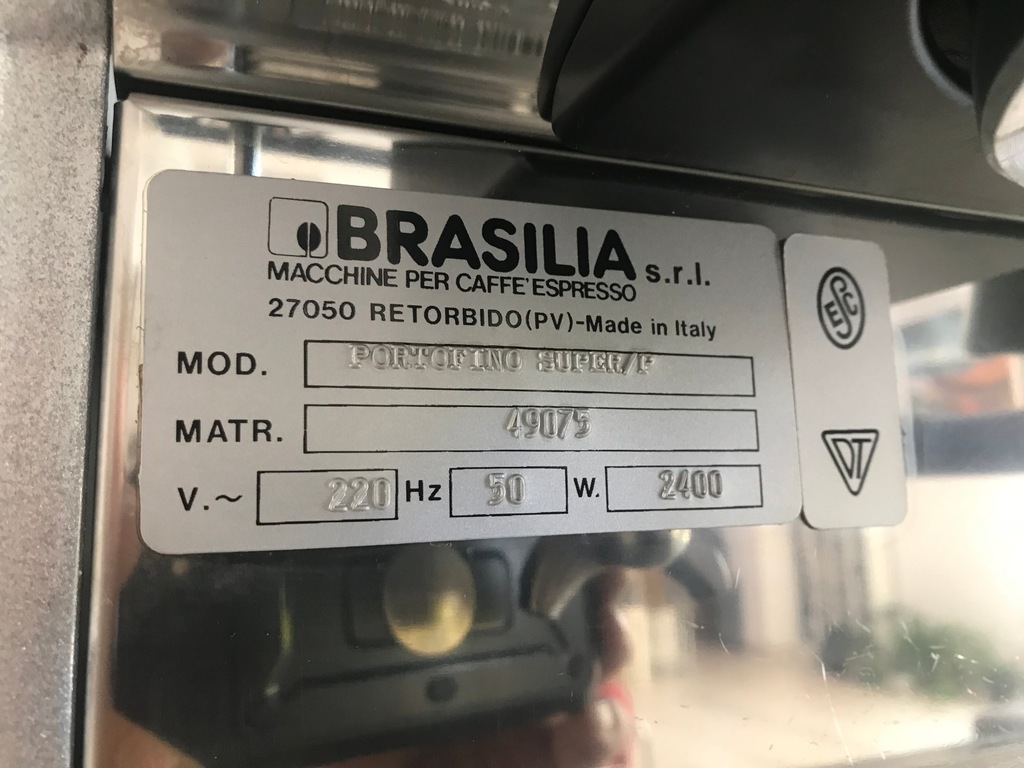 BRASILIA s.r.l.
MACCHINE PER CAFFE' ESPRESSO
27050 RETORBIDO (PV)-Made in Italy
MOD. PORTOFINO SUPER/P
MATR. 49075
V.~ 220 Hz 50 W. 2400
ESCC
DT